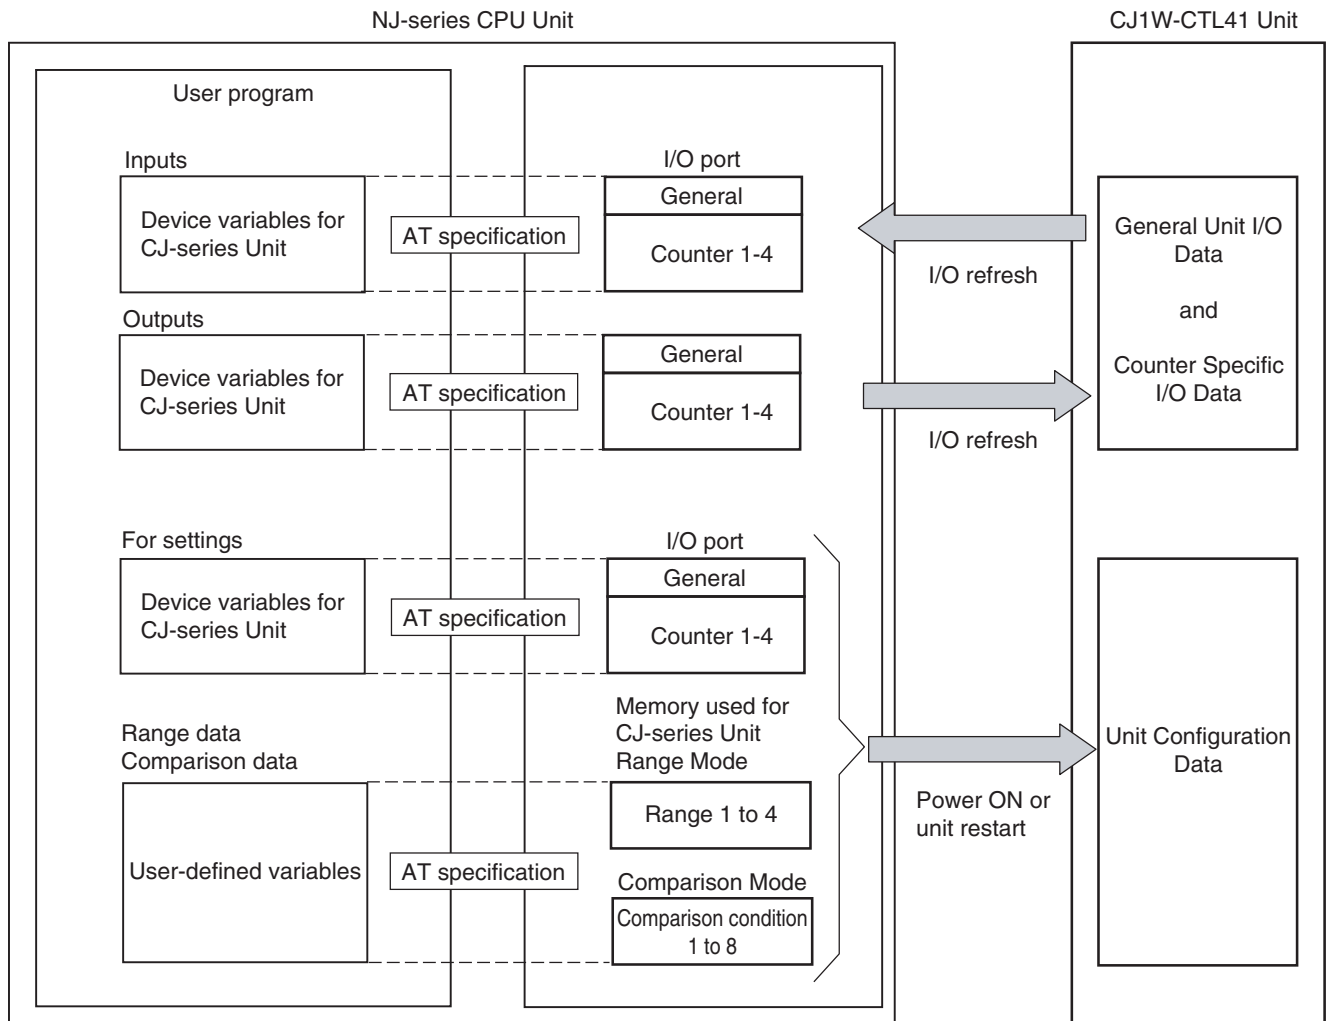 NJ-series CPU Unit
CJ1W-CTL41 Unit
User program
Inputs
I/O port
Device variables for
CJ-series Unit
AT specification
General
Counter 1-4
I/O refresh
General Unit I/O
Data
and
Counter Specific
I/O Data
Outputs
Device variables for
CJ-series Unit
AT specification
General
Counter 1-4
I/O refresh
For settings
I/O port
Device variables for
CJ-series Unit
AT specification
General
Counter 1-4
Range data
Comparison data
Memory used for
CJ-series Unit
Range Mode
Range 1 to 4
User-defined variables
AT specification
Comparison Mode
Comparison condition
1 to 8
Power ON or
unit restart
Unit Configuration
Data